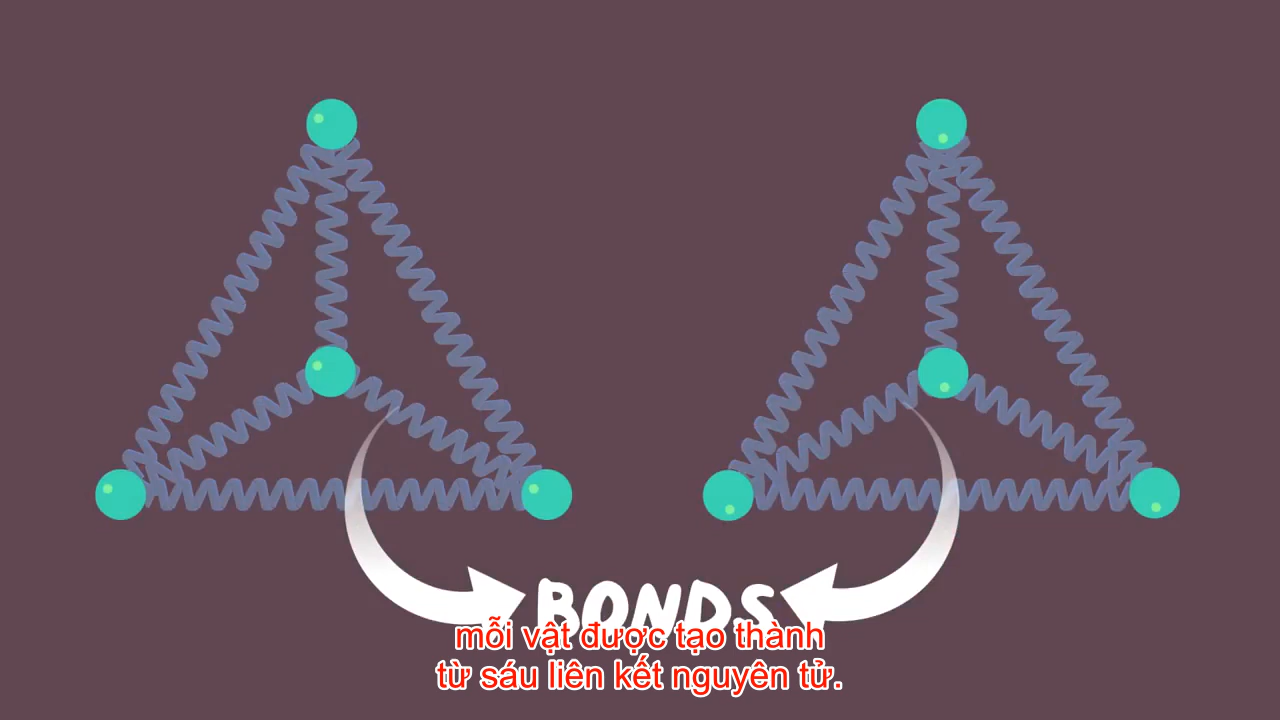 BONDS
mỗi vật được tạo thành
từ sáu liên kết nguyên tử.